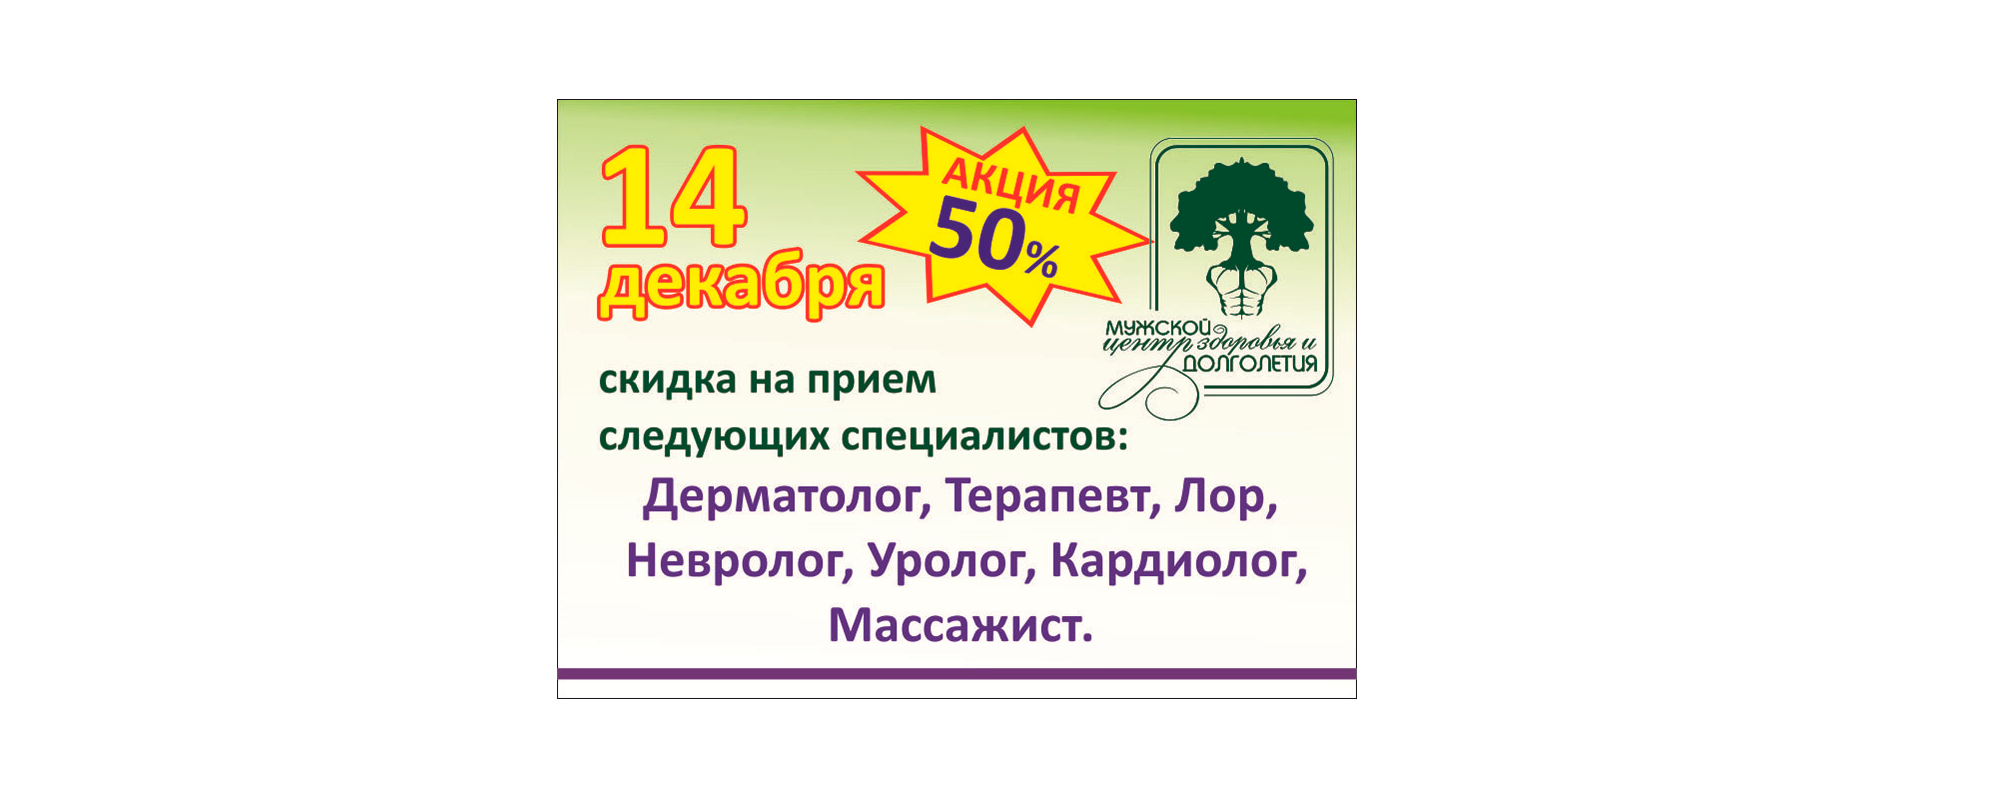 14
декабря
АКЦИЯ
50%
МУЖСКОЙ
центр здоровья и
ДОЛГОЛЕТИЯ
скидка на прием
следующих специалистов:
Дерматолог, Терапевт, Лор,
Невролог, Уролог, Кардиолог,
Массажист.